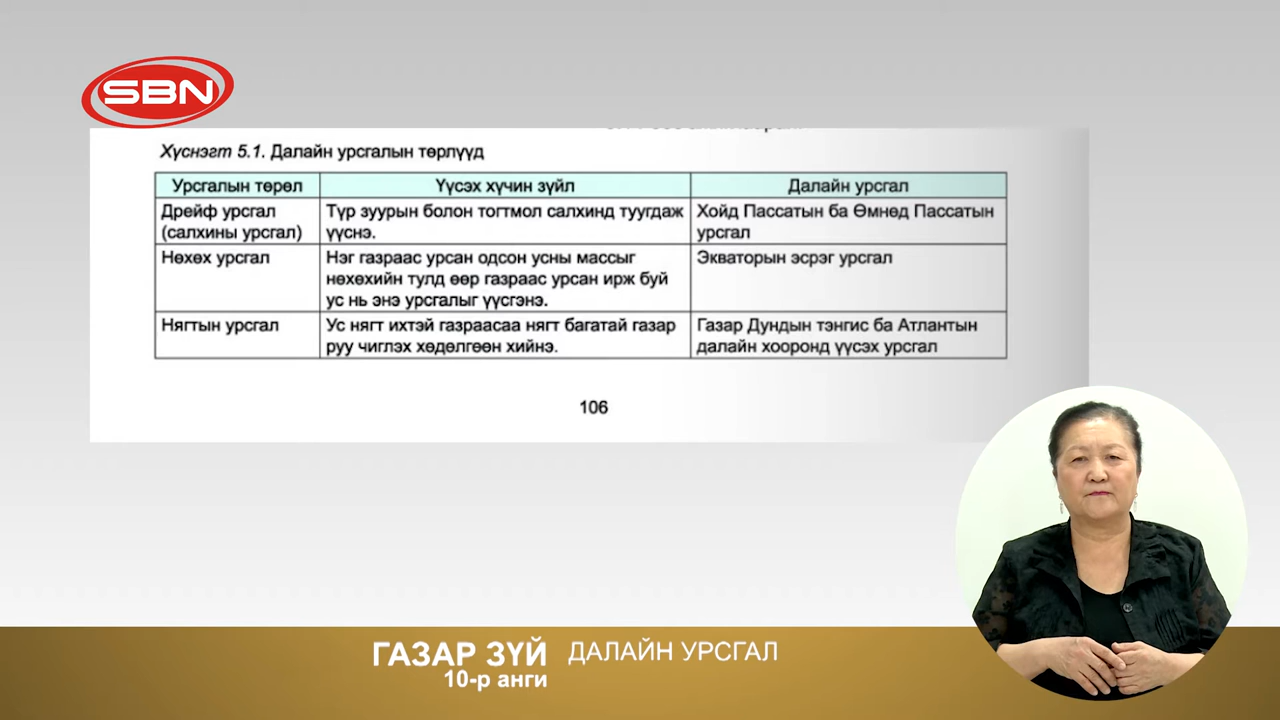 SBN
Хүснэгт 5.1. Далайн урсгалын төрлүүд
Урсгалын төрөл
Үүсэх хүчин зүйл
Далайн урсгал
Дрейф урсгал
(салхины урсгал)
Түр зуурын болон тогтмол салхинд туугдаж
үүснэ.
Хойд Пассатын ба Өмнөд Пассатын
урсгал
Нөхөх урсгал
Нэг газраас урсан одсон усны массыг
нөхөхийн тулд өөр газраас урсан ирж буй
ус нь энэ урсгалыг үүсгэнэ.
Экваторын эсрэг урсгал
Нягтын урсгал
Ус нягт ихтэй газраасаа нягт багатай газар
руу чиглэх хөдөлгөөн хийнэ.
Газар Дундын тэнгис ба Атлантын
далайн хооронд үүсэх урсгал
106
ГАЗАР ЗҮЙ ДАЛАЙН УРСГАЛ
10-р анги